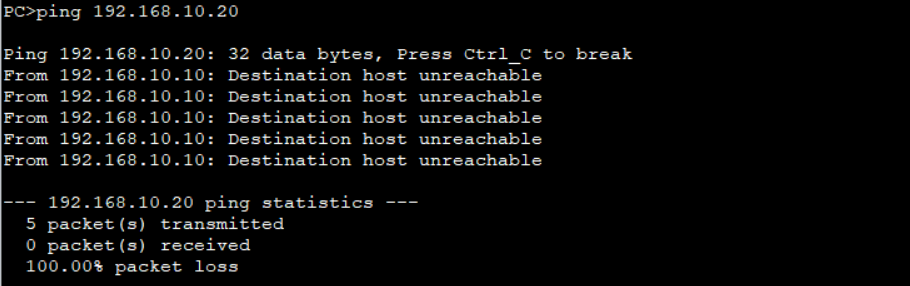 PC>ping 192.168.10.20
Ping 192.168.10.20: 32 data bytes, Press Ctrl_C to break
From 192.168.10.10: Destination host unreachable
From 192.168.10.10: Destination host unreachable
From 192.168.10.10: Destination host unreachable
From 192.168.10.10: Destination host unreachable
From 192.168.10.10: Destination host unreachable
--- 192.168.10.20 ping statistics ---
5 packet(s) transmitted
0 packet(s) received
100.00% packet loss